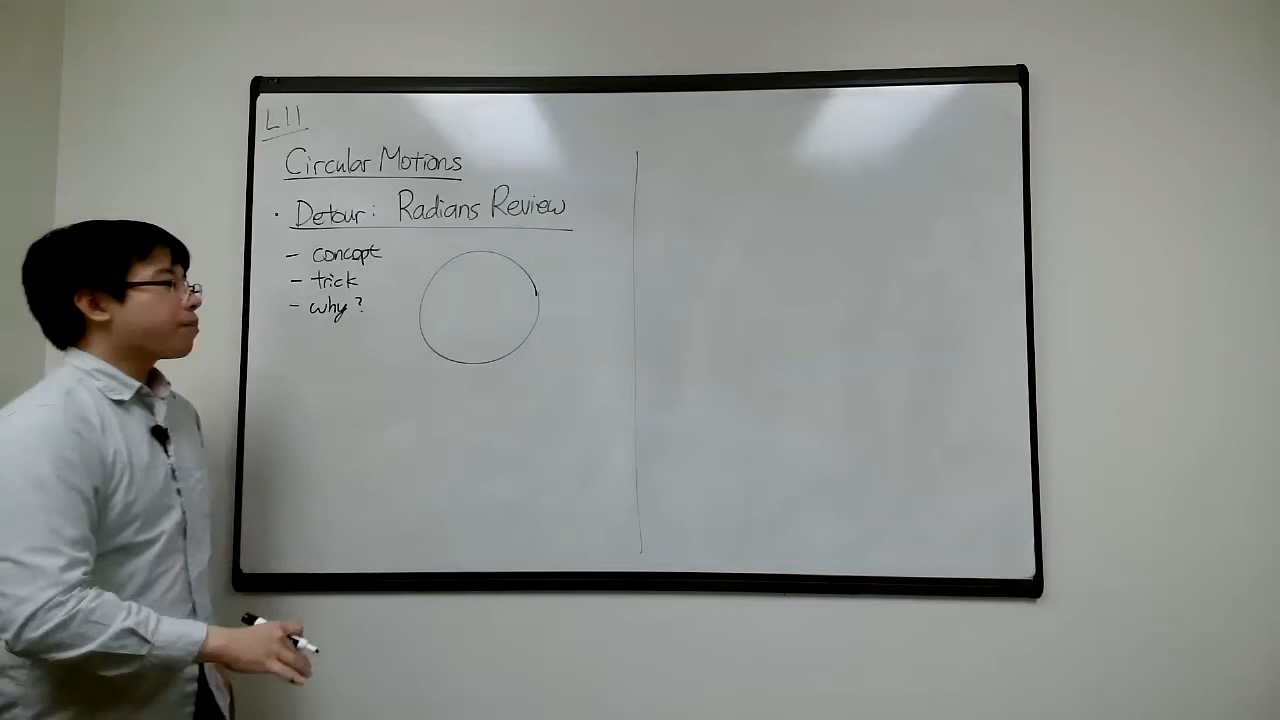 L11
Circular Motions
· Detour: Radians Review
- concept
- trick
- why?